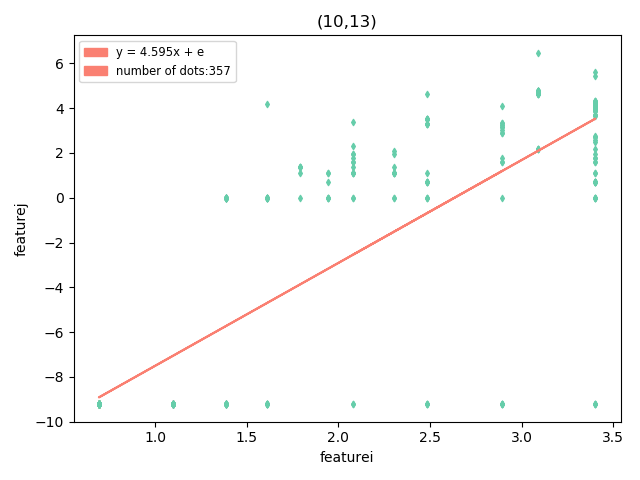 (10,13)
y = 4.595x + e
number of dots:357
6
4
2
0
−2
−4
−6
−8
−10
featurej
1.0 1.5 2.0 2.5 3.0 3.5
featurei